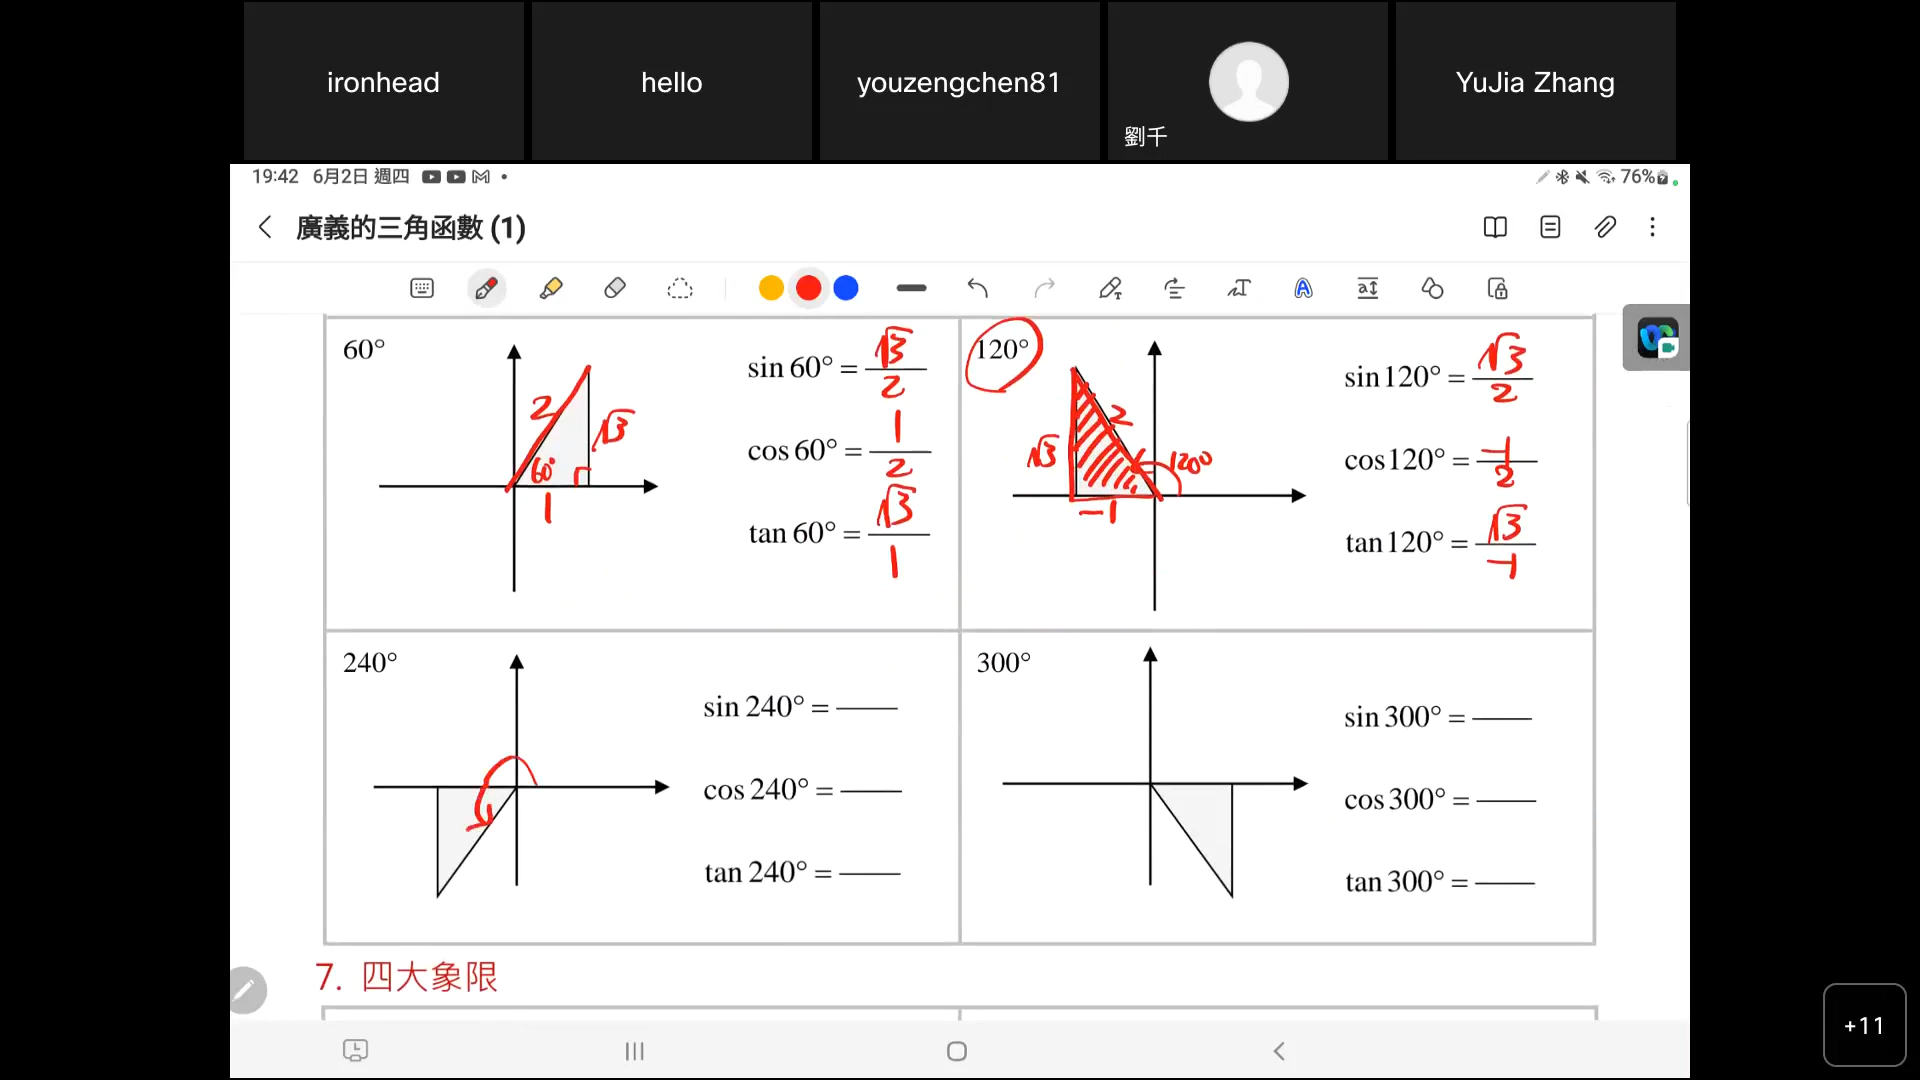 ironhead
hello
youzengchen81
劉千
YuJia Zhang
19:42 6月2日 週四
76%
廣義的三角函數 (1)
60°
2
√3
60°
1
sin 60° = √3/2
cos 60° = 1/2
tan 60° = √3/1
120°
2
√3
120°
-1
sin 120° = √3/2
cos 120° = -1/2
tan 120° = √3/-1
240°
sin 240° =
cos 240° =
tan 240° =
300°
sin 300° =
cos 300° =
tan 300° =
7. 四大象限
+11